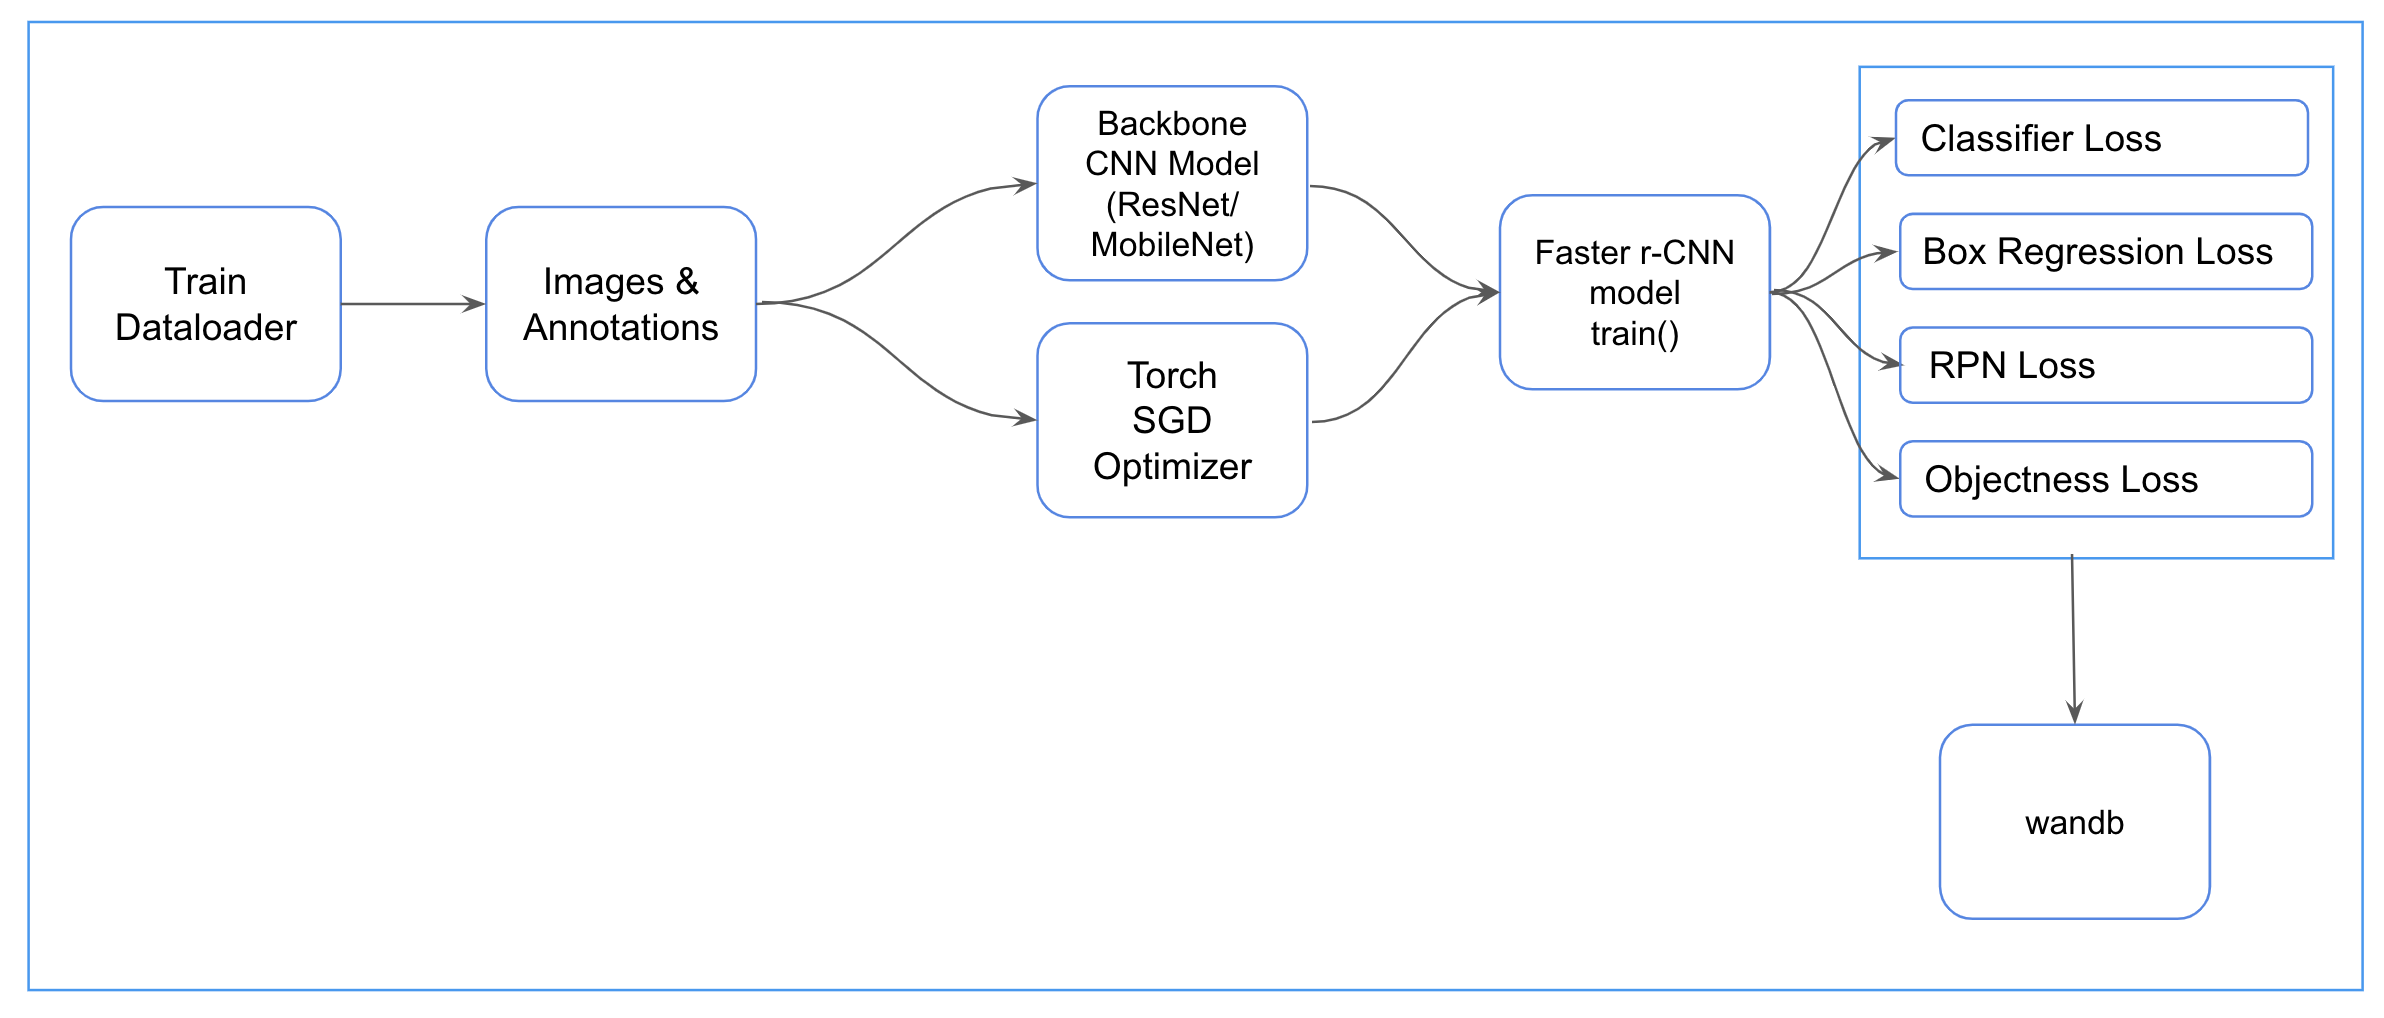 Train
Dataloader
Images &
Annotations
Backbone
CNN Model
(ResNet/
MobileNet)
Torch
SGD
Optimizer
Faster r-CNN
model
train()
Classifier Loss
Box Regression Loss
RPN Loss
Objectness Loss
wandb